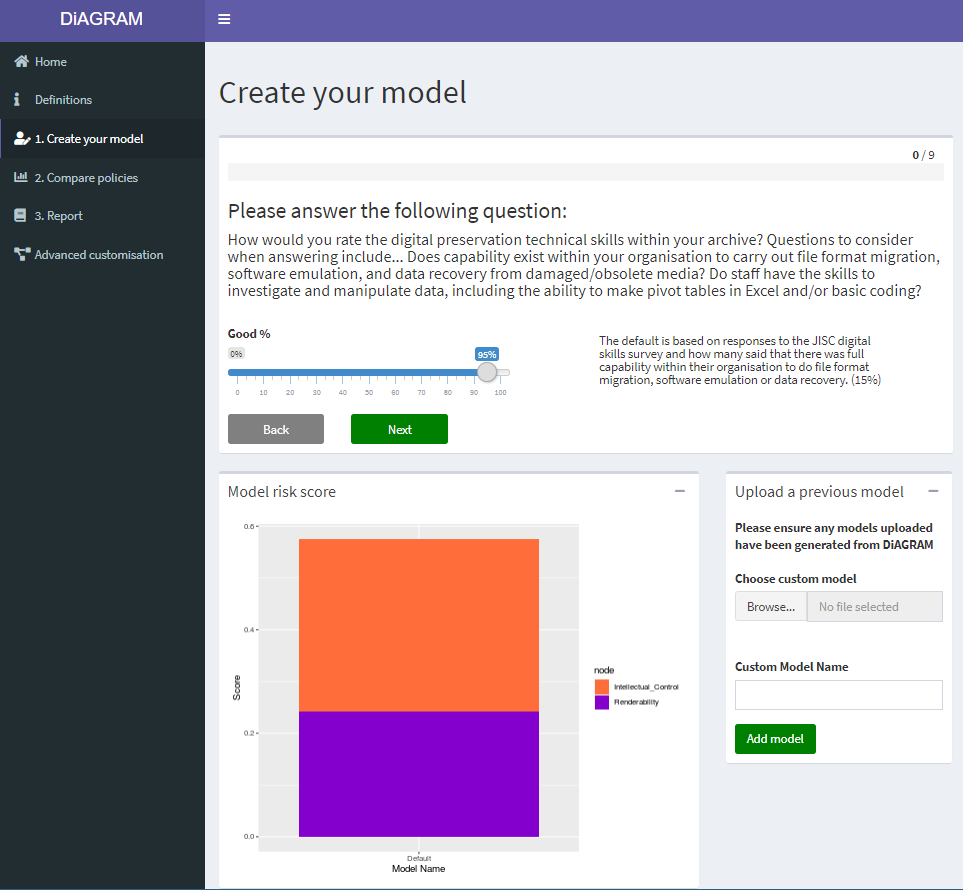 DiAGRAM
Home
Definitions
1. Create your model
2. Compare policies
3. Report
Advanced customisation
Create your model
0 / 9
Please answer the following question:
How would you rate the digital preservation technical skills within your archive? Questions to consider
when answering include... Does capability exist within your organisation to carry out file format migration,
software emulation, and data recovery from damaged/obsolete media? Do staff have the skills to
investigate and manipulate data, including the ability to make pivot tables in Excel and/or basic coding?
Good %
0%
95%
0 10 20 30 40 50 60 70 80 90 100
The default is based on responses to the JISC digital
skills survey and how many said that there was full
capability within their organisation to do file format
migration, software emulation or data recovery. (15%)
Back
Next
Model risk score
0.6
0.4
0.2
0.0
Score
Default
Model Name
node
Intellectual_Control
Renderability
Upload a previous model
Please ensure any models uploaded
have been generated from DiAGRAM
Choose custom model
Browse...
No file selected
Custom Model Name
Add model